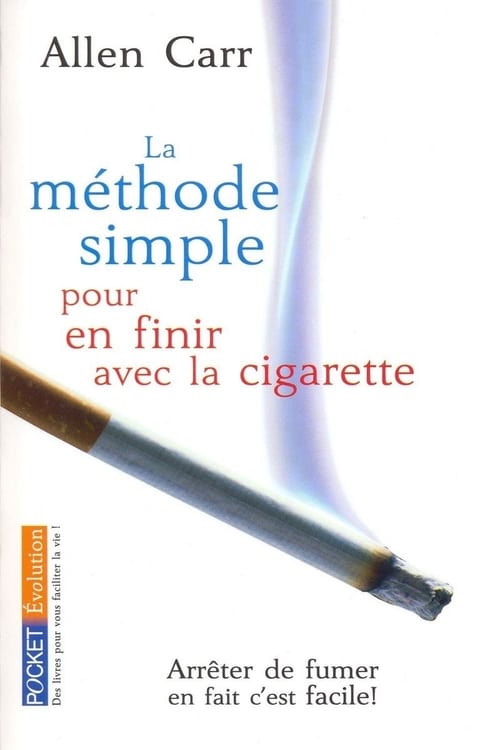 Allen Carr
La
méthode
simple
pour
en finir
avec la cigarette
POCKET Évolution
Des livres pour vous faciliter la vie !
Arrêter de fumer
en fait c'est facile!